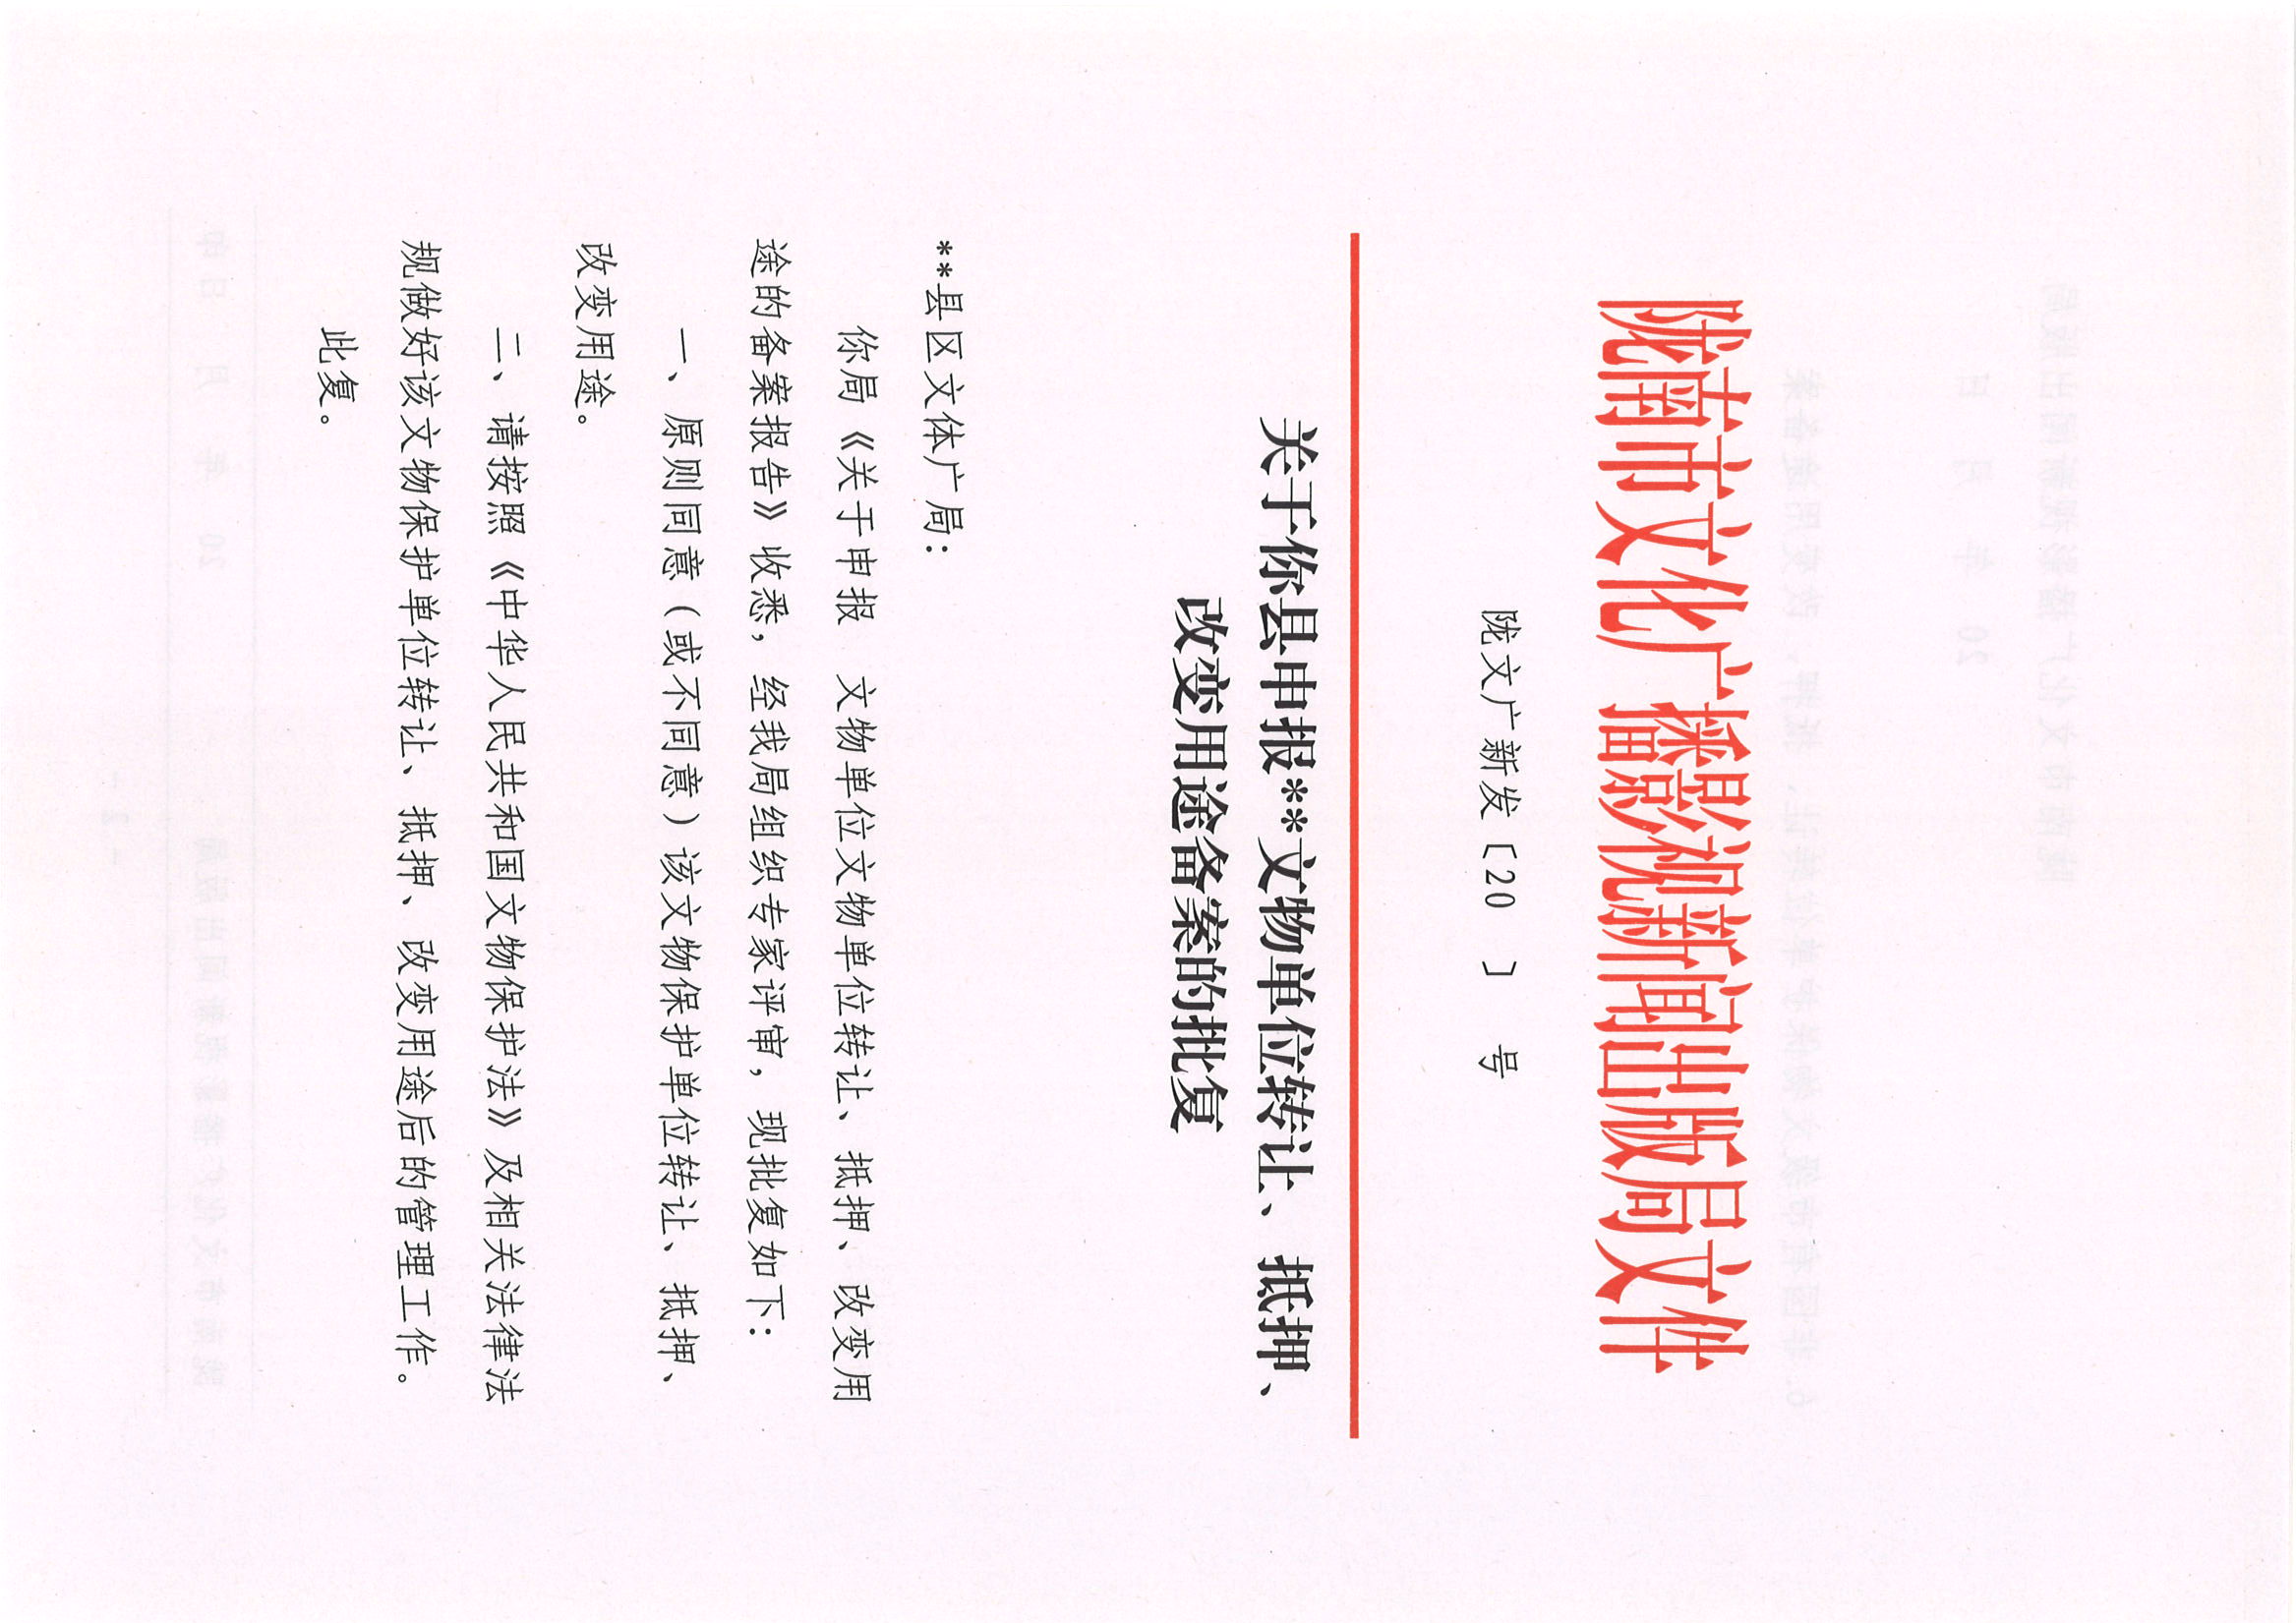 陇南市文化广播影视新闻出版局文件
陇文广新发〔20　〕　号
关于你县申报**文物单位转让、抵押、
改变用途备案的批复
**县区文体广局：
你局《关于申报　文物单位文物单位转让、抵押、改变用
途的备案报告》收悉，经我局组织专家评审，现批复如下：
一、原则同意（或不同意）该文物保护单位转让、抵押、
改变用途。
二、请按照《中华人民共和国文物保护法》及相关法律法
规做好该文物保护单位转让、抵押、改变用途后的管理工作。
此复。